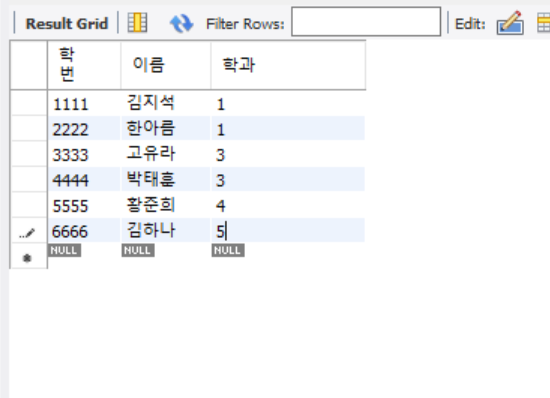 Result Grid Filter Rows: Edit:
학
번 이름 학과
1111 김지석 1
2222 한아름 1
3333 고유라 3
4444 박태훈 3
5555 황준희 4
6666 김하나 5
NULL NULL NULL